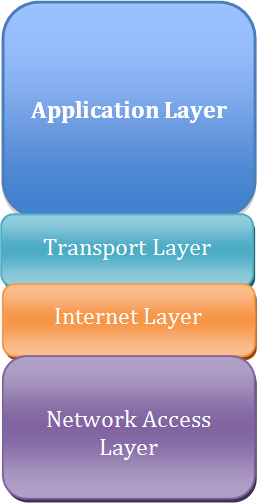 Application Layer
Transport Layer
Internet Layer
Network Access
Layer